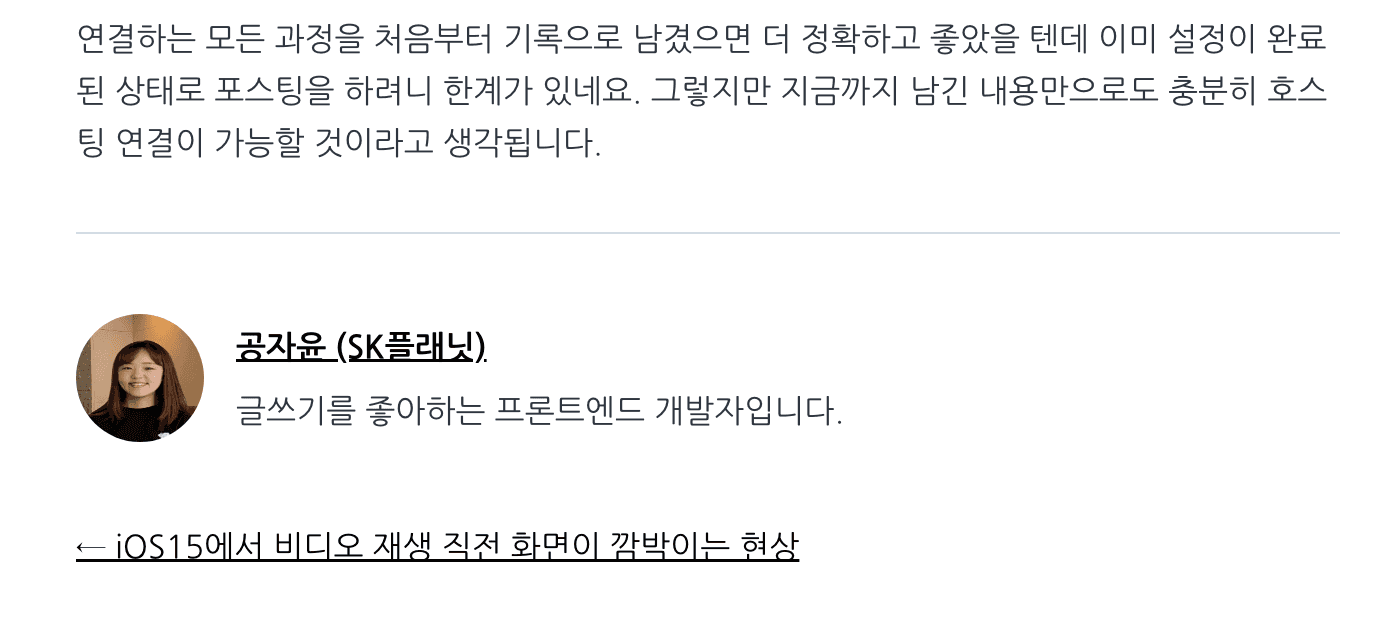 연결하는 모든 과정을 처음부터 기록으로 남겼으면 더 정확하고 좋았을 텐데 이미 설정이 완료
된 상태로 포스팅을 하려니 한계가 있네요. 그렇지만 지금까지 남긴 내용만으로도 충분히 호스
팅 연결이 가능할 것이라고 생각됩니다.
공자윤 (SK플래닛)
글쓰기를 좋아하는 프론트엔드 개발자입니다.
← iOS15에서 비디오 재생 직전 화면이 깜박이는 현상